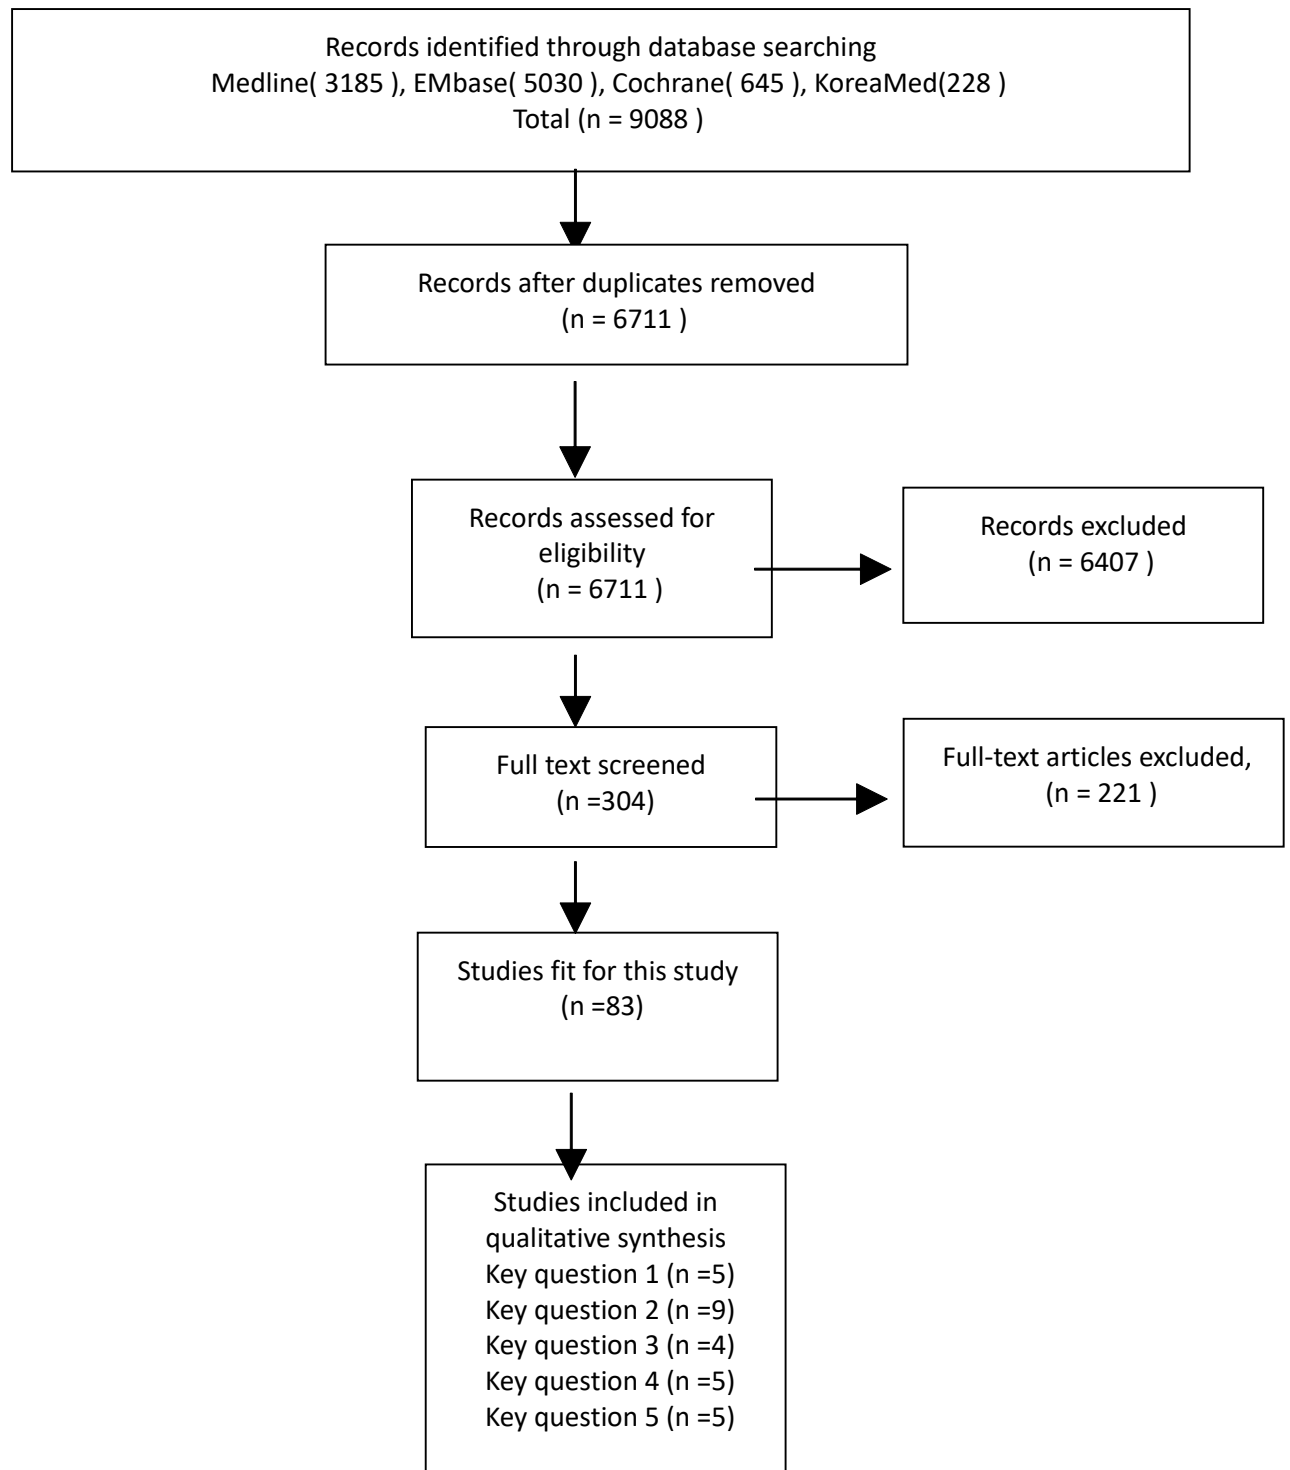 Records identified through database searching
Medline( 3185 ), EMbase( 5030 ), Cochrane( 645 ), KoreaMed(228 )
Total (n = 9088 )
Records after duplicates removed
(n = 6711 )
Records assessed for
eligibility
(n = 6711 )
Records excluded
(n = 6407 )
Full text screened
(n =304)
Full-text articles excluded,
(n = 221 )
Studies fit for this study
(n =83)
Studies included in
qualitative synthesis
Key question 1 (n =5)
Key question 2 (n =9)
Key question 3 (n =4)
Key question 4 (n =5)
Key question 5 (n =5)